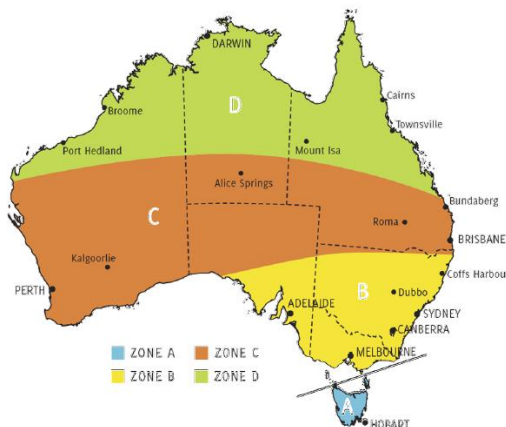 DARWIN
D
Cairns
Broome
Townsville
Port Hedland
Mount Isa
Alice Springs
Bundaberg
C
Roma
BRISBANE
Kalgoorlie
Coffs Harbou
PERTH
B
Dubbo
ADELAIDE
SYDNEY
CANBERRA
ZONE A
ZONE C
MELBOURNE
ZONE B
ZONE D
A
HOBART